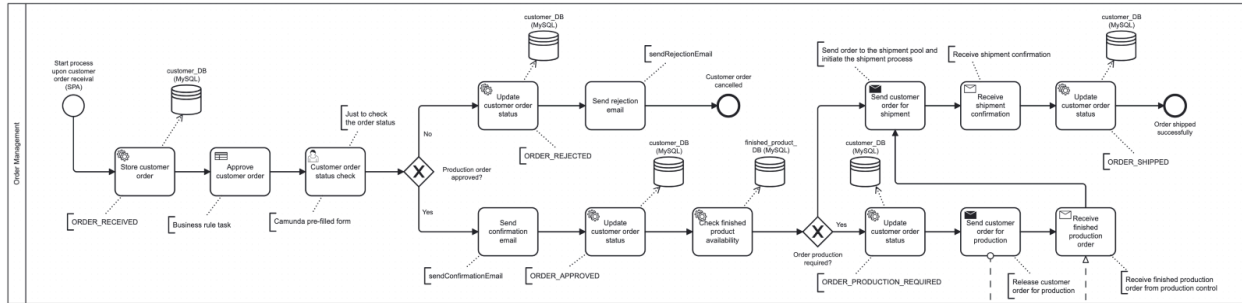 Order Management
Start process
upon customer
order receival
(SPA)
customer_DB
(MySQL)
Store customer
order
ORDER_RECEIVED
Approve
customer order
Business rule task
Just to check
the order status
Customer order
status check
Camunda pre-filled form
No
Production order
approved?
Yes
customer_DB
(MySQL)
Update
customer order
status
ORDER_REJECTED
sendRejectionEmail
Send rejection
email
Customer order
cancelled
Send
confirmation
email
sendConfirmationEmail
customer_DB
(MySQL)
Update
customer order
status
ORDER_APPROVED
finished_product_
DB (MySQL)
Check finished
product
availability
Order production
required?
Yes
customer_DB
(MySQL)
Update
customer order
status
ORDER_PRODUCTION_REQUIRED
Send customer
order for
production
Release customer
order for production
Receive
finished
production
order
Receive finished production
order from production control
Send order to the shipment pool and
initiate the shipment process
Send customer
order for
shipment
Receive shipment confirmation
Receive
shipment
confirmation
customer_DB
(MySQL)
Update
customer order
status
ORDER_SHIPPED
Order shipped
successfully